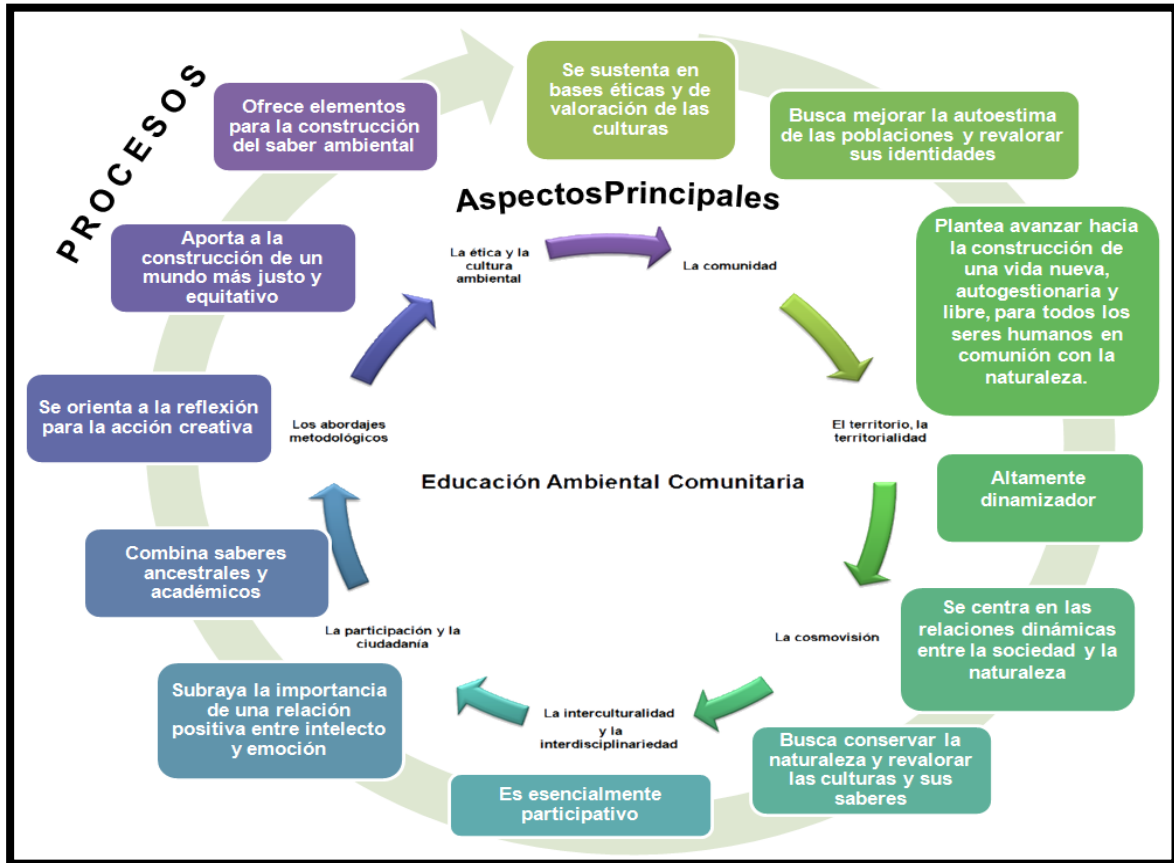 PROCESOS
Se sustenta en
bases éticas y de
valoración de las
culturas
Busca mejorar la autoestima
de las poblaciones y revalorar
sus identidades
Plantea avanzar hacia
la construcción de
una vida nueva,
autogestionaria y
libre, para todos los
seres humanos en
comunión con la
naturaleza.
Altamente
dinamizador
Se centra en las
relaciones dinámicas
entre la sociedad y la
naturaleza
Busca conservar la
naturaleza y revalorar
las culturas y sus
saberes
Es esencialmente
participativo
Subraya la importancia
de una relación
positiva entre intelecto
y emoción
Combina saberes
ancestrales y
académicos
Se orienta a la reflexión
para la acción creativa
Aporta a la
construcción de un
mundo más justo y
equitativo
Ofrece elementos
para la construcción
del saber ambiental
AspectosPrincipales
La comunidad
El territorio, la
territorialidad
La cosmovisión
La interculturalidad
y la
interdisciplinariedad
La participación y la
ciudadanía
Los abordajes
metodológicos
La ética y la
cultura
ambiental
Educación Ambiental Comunitaria